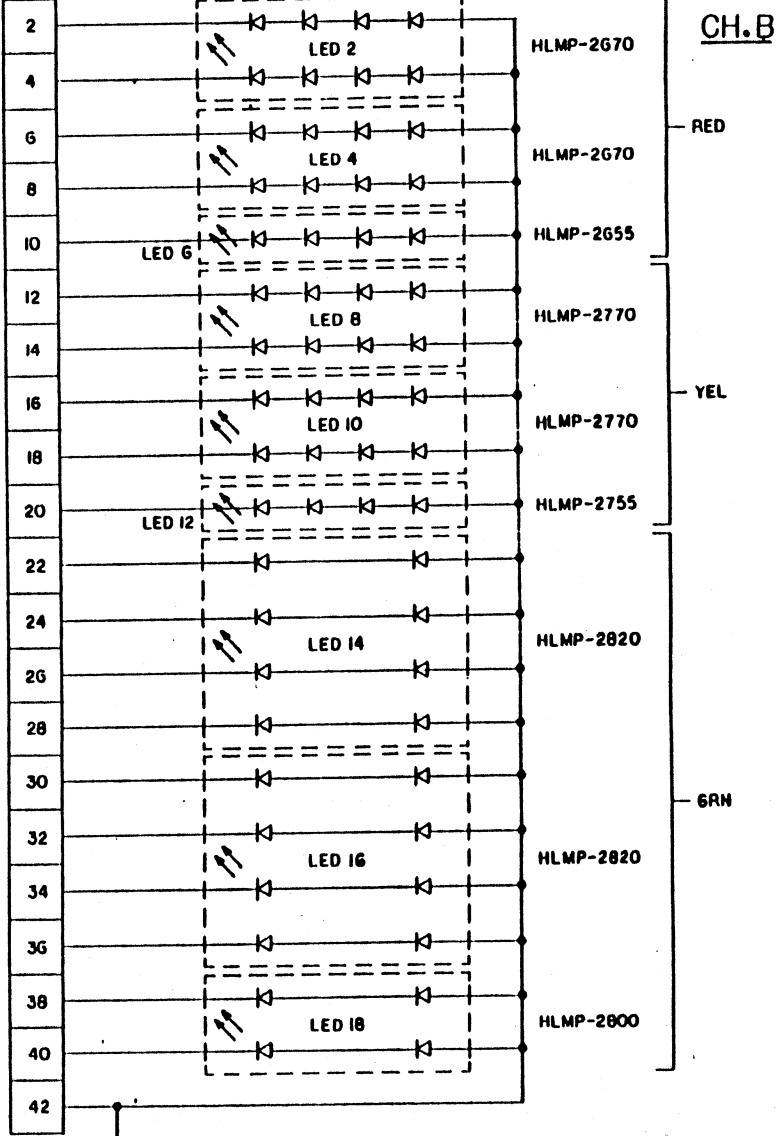 CH.B
2
LED 2
HLMP-2670
4
RED
6
LED 4
HLMP-2670
8
10
LED 6
HLMP-2655
12
LED 8
HLMP-2770
14
YEL
16
LED 10
HLMP-2770
18
20
LED 12
HLMP-2755
22
24
LED 14
HLMP-2820
26
28
30
GRN
32
LED 16
HLMP-2820
34
36
38
LED 18
HLMP-2800
40
42